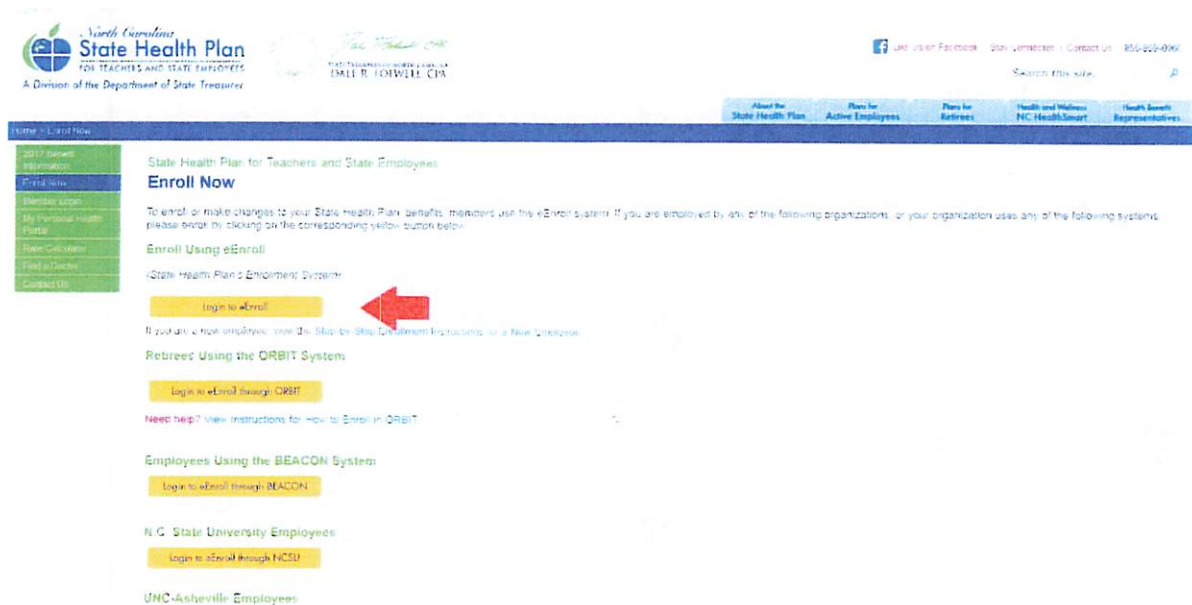 North Carolina
State Health Plan
FOR TEACHERS AND STATE EMPLOYEES
A Division of the Department of State Treasurer
DALE R. FOLWELL, CPA
Like Us on Facebook Stay Connected Contact Us 855-859-0966
Search this site.
About the State Health Plan
Plans for Active Employees
Plans for Retirees
Health and Wellness NC HealthSmart
Health Benefit Representatives
Home > Enroll Now
2017 Benefit
Information
Enroll Now
Member Login
My Personal Health
Portal
Rate Calculator
Find a Doctor
Contact Us
State Health Plan for Teachers and State Employees
Enroll Now
To enroll or make changes to your State Health Plan benefits, members use the eEnroll system. If you are employed by any of the following organizations, or your organization uses any of the following systems,
please enroll by clicking on the corresponding yellow button below.
Enroll Using eEnroll
(State Health Plan's Enrollment System)
Login to eEnroll
If you are a new employee, view the Step-by-Step Enrollment Instructions for a New Employee
Retirees Using the ORBIT System
Login to eEnroll through ORBIT
Need help? View Instructions for How to Enroll in ORBIT
Employees Using the BEACON System
Login to eEnroll through BEACON
N.C. State University Employees
Login to eEnroll through NCSU
UNC-Asheville Employees